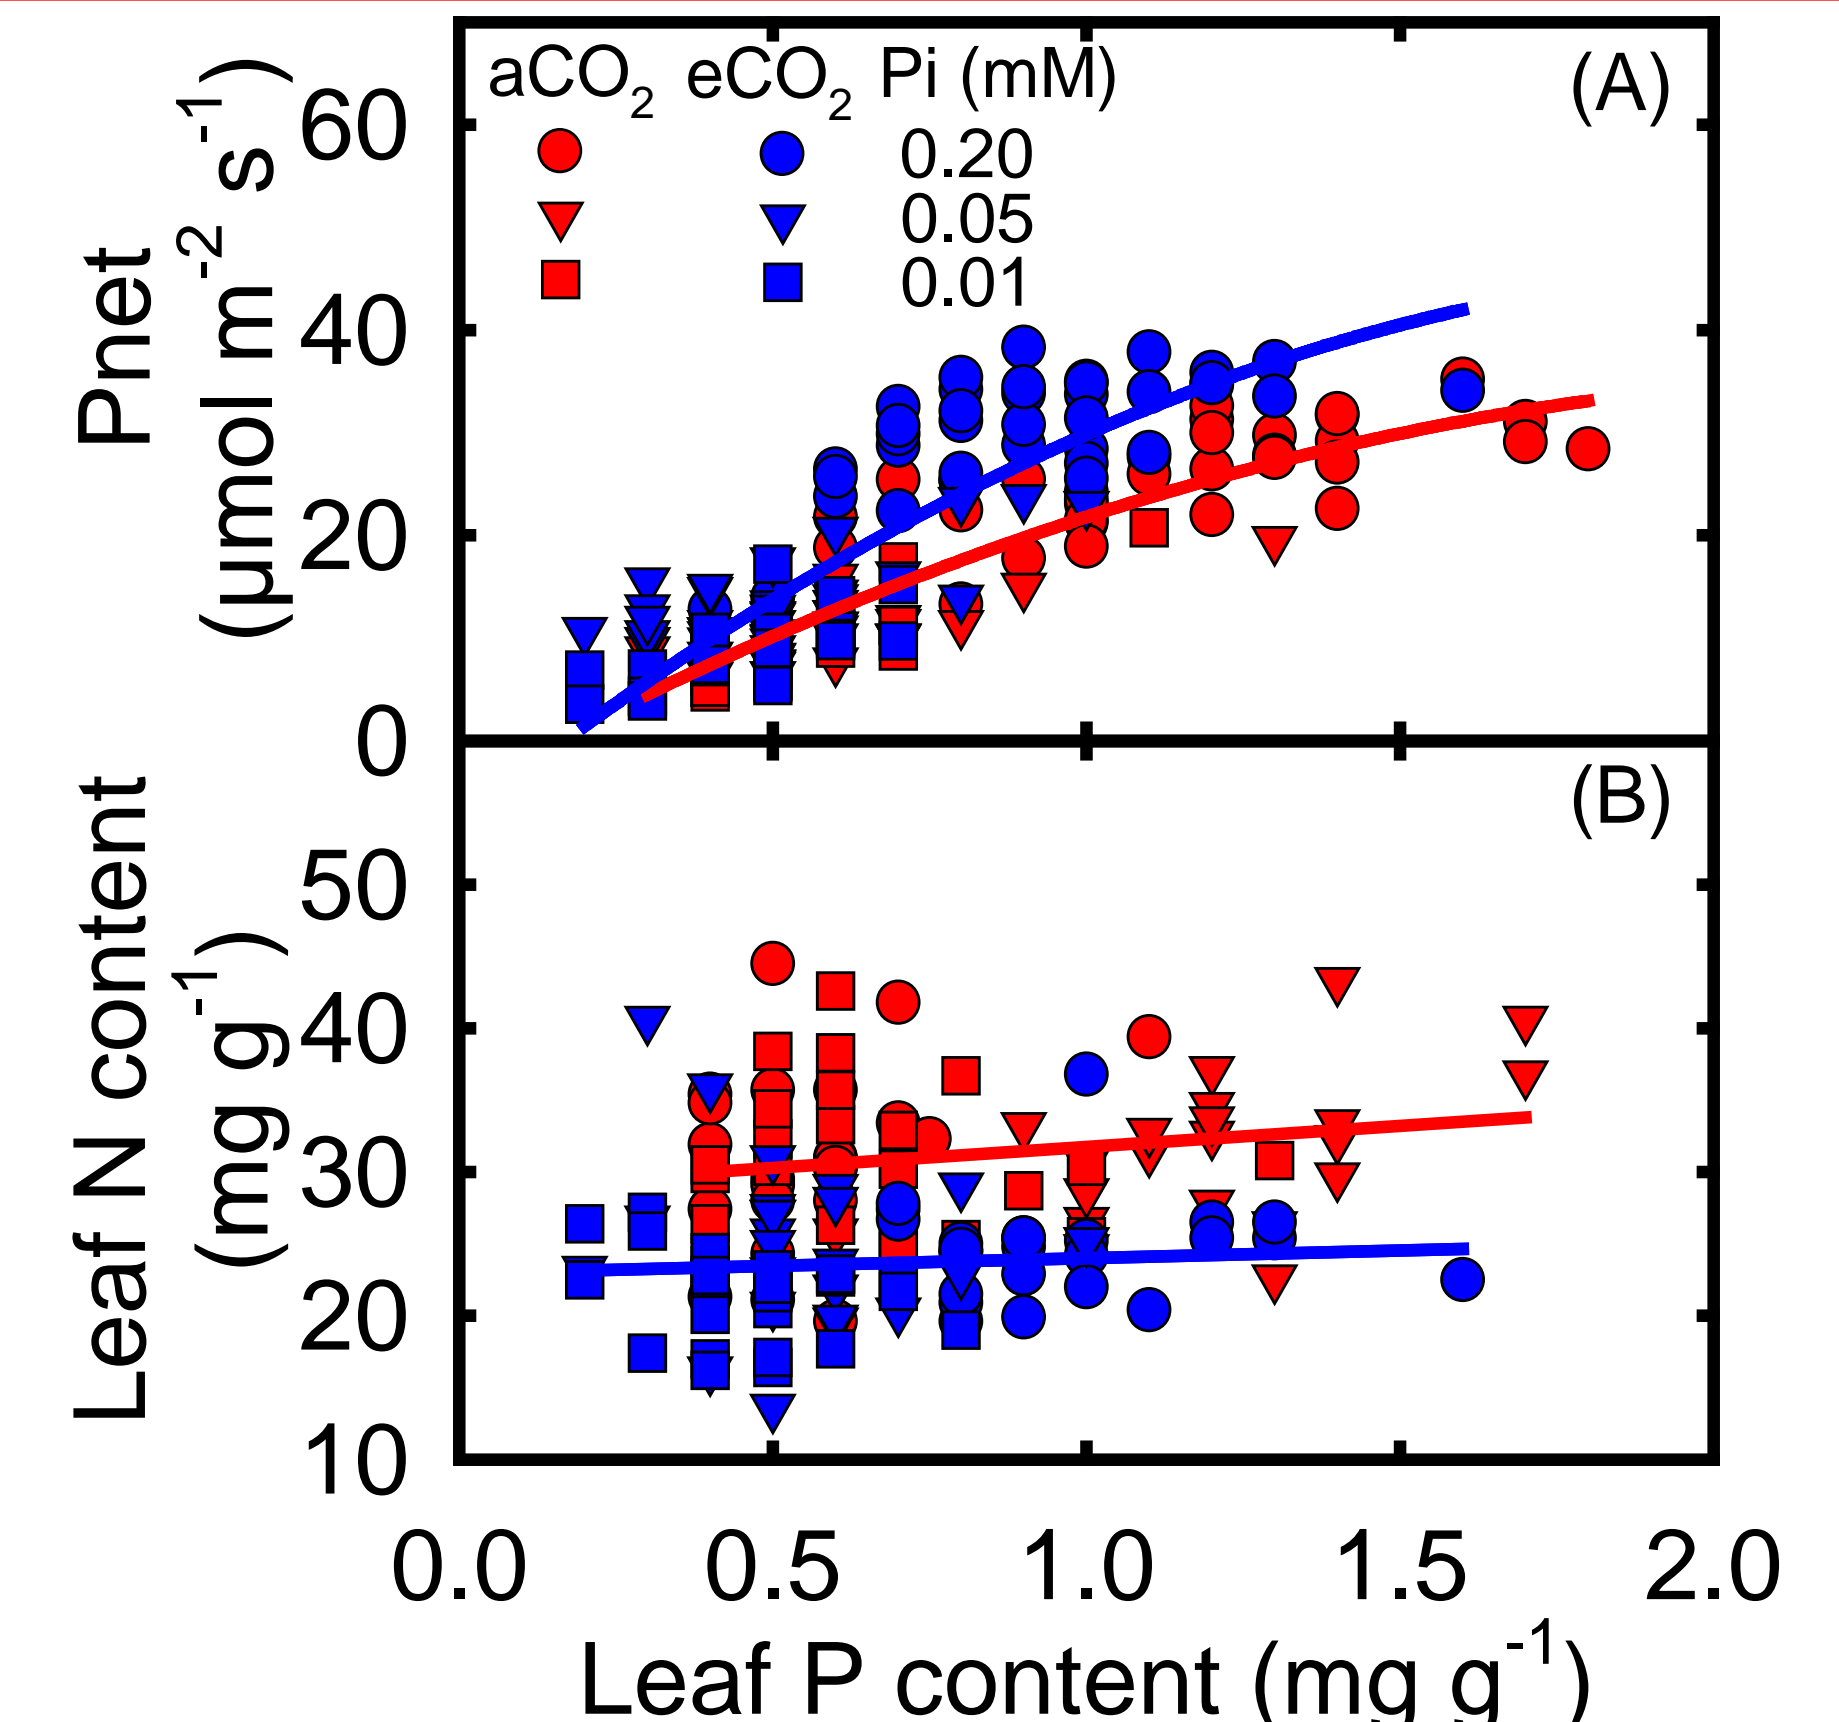 aCO2 eCO2 Pi (mM)
(A)
0.20
0.05
0.01
Pnet
(µmol m-2 s-1)
60
40
20
0
(B)
Leaf N content
(mg g-1)
50
40
30
20
10
0.0 0.5 1.0 1.5 2.0
Leaf P content (mg g-1)